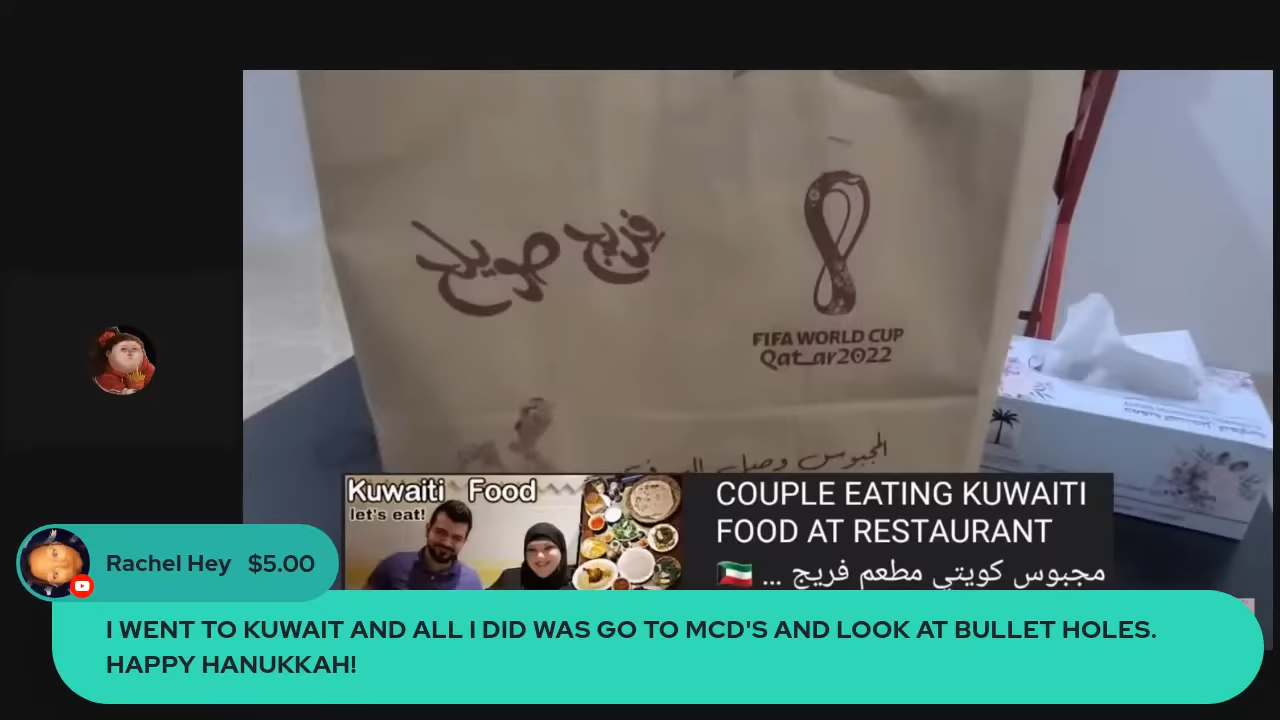 فريج صويلح
FIFA WORLD CUP
Qatar2022
المجبوس وصل
Kuwaiti Food
let's eat!
COUPLE EATING KUWAITI
FOOD AT RESTAURANT
مجبوس كويتي مطعم فريج ...
Rachel Hey $5.00
I WENT TO KUWAIT AND ALL I DID WAS GO TO MCD'S AND LOOK AT BULLET HOLES.
HAPPY HANUKKAH!